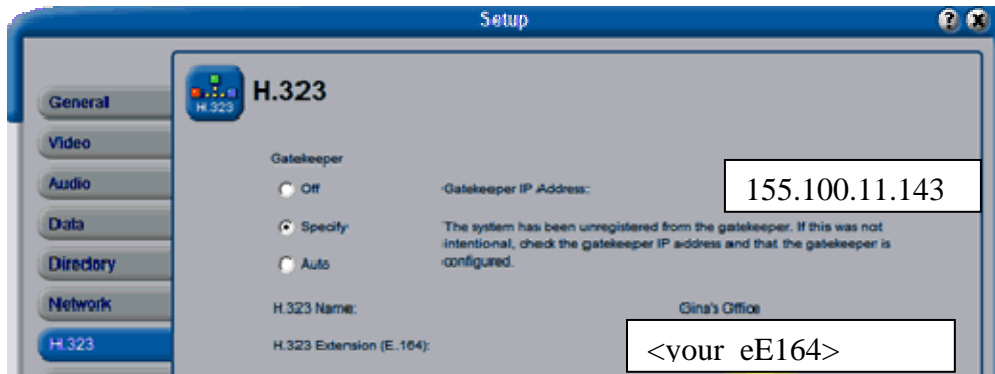 Setup
H.323
H.323
General
Video
Audio
Data
Directory
Network
H.323
Gatekeeper
Off
Gatekeeper IP Address:
155.100.11.143
Specify
The system has been unregistered from the gatekeeper. If this was not
intentional, check the gatekeeper IP address and that the gatekeeper is
configured.
Auto
H.323 Name:
Gina's Office
H.323 Extension (E.164):
<your eE164>